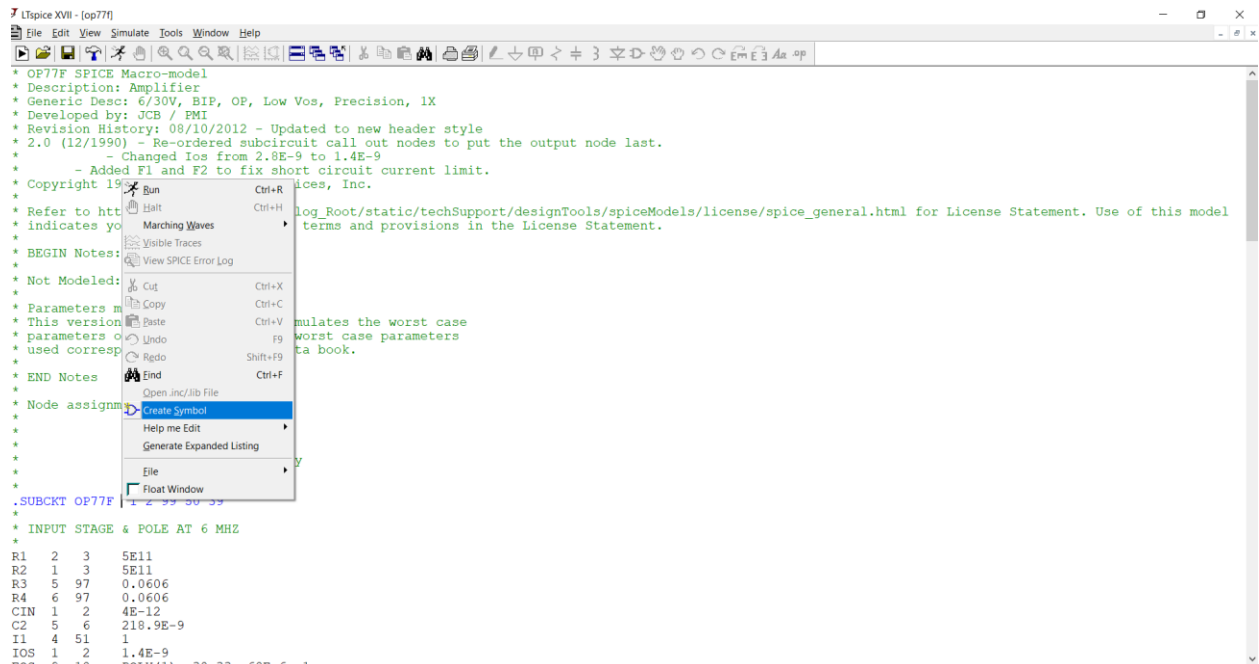 LTspice XVII - [op77f]
File Edit View Simulate Tools Window Help
* OP77F SPICE Macro-model
* Description: Amplifier
* Generic Desc: 6/30V, BIP, OP, Low Vos, Precision, 1X
* Developed by: JCB / PMI
* Revision History: 08/10/2012 - Updated to new header style
* 2.0 (12/1990) - Re-ordered subcircuit call out nodes to put the output node last.
* - Changed Ios from 2.8E-9 to 1.4E-9
* - Added F1 and F2 to fix short circuit current limit.
* Copyright 19 ices, Inc.
*
* Refer to htt log_Root/static/techSupport/designTools/spiceModels/license/spice_general.html for License Statement. Use of this model
* indicates yo terms and provisions in the License Statement.
*
* BEGIN Notes:
*
* Not Modeled:
*
* Parameters m
* This version mulates the worst case
* parameters o worst case parameters
* used corresp ta book.
*
* END Notes
*
* Node assignm
*
*
*
* y
*
*
.SUBCKT OP77F 1 2 99 50 39
*
* INPUT STAGE & POLE AT 6 MHZ
*
R1 2 3 5E11
R2 1 3 5E11
R3 5 97 0.0606
R4 6 97 0.0606
CIN 1 2 4E-12
C2 5 6 218.9E-9
I1 4 51 1
IOS 1 2 1.4E-9
Run Ctrl+R
Halt Ctrl+H
Marching Waves
Visible Traces
View SPICE Error Log
Cut Ctrl+X
Copy Ctrl+C
Paste Ctrl+V
Undo F9
Redo Shift+F9
Find Ctrl+F
Open .inc/.lib File
Create Symbol
Help me Edit
Generate Expanded Listing
File
Float Window